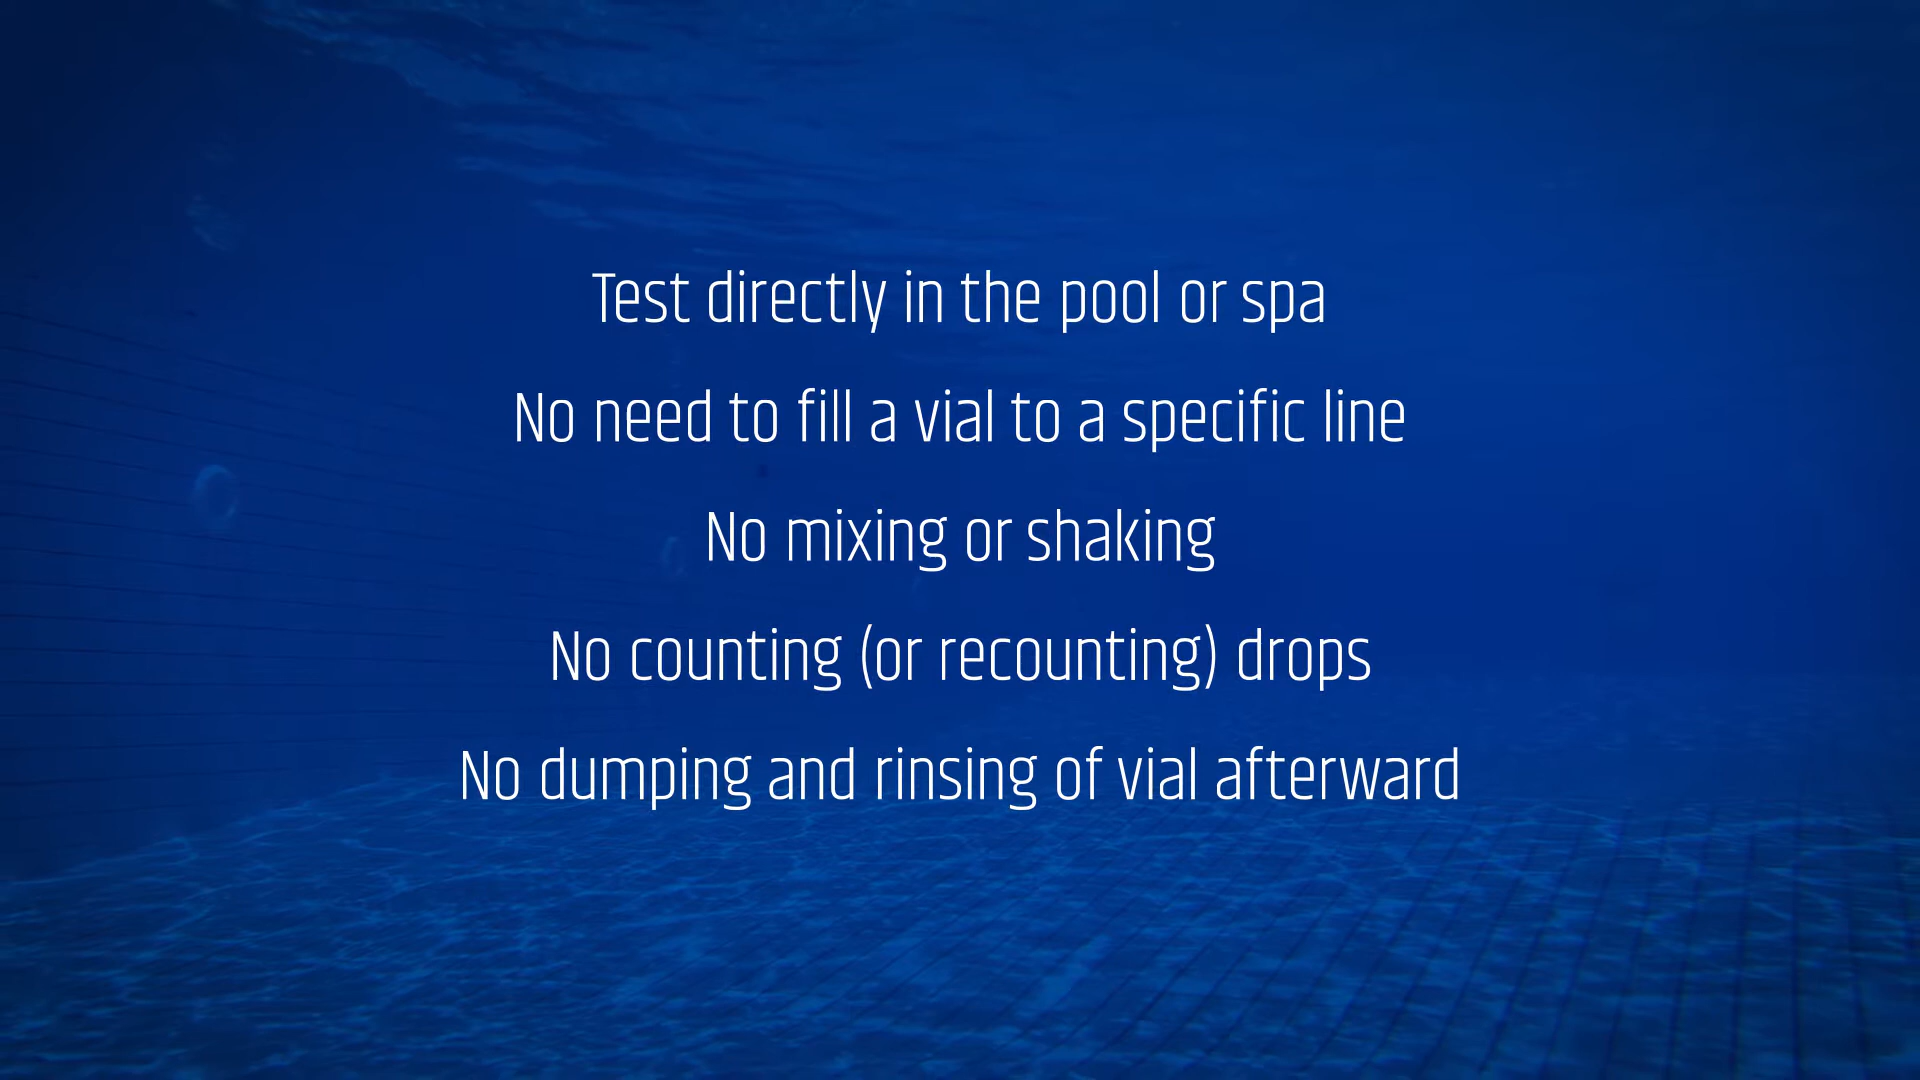 Test directly in the pool or spa
No need to fill a vial to a specific line
No mixing or shaking
No counting (or recounting) drops
No dumping and rinsing of vial afterward